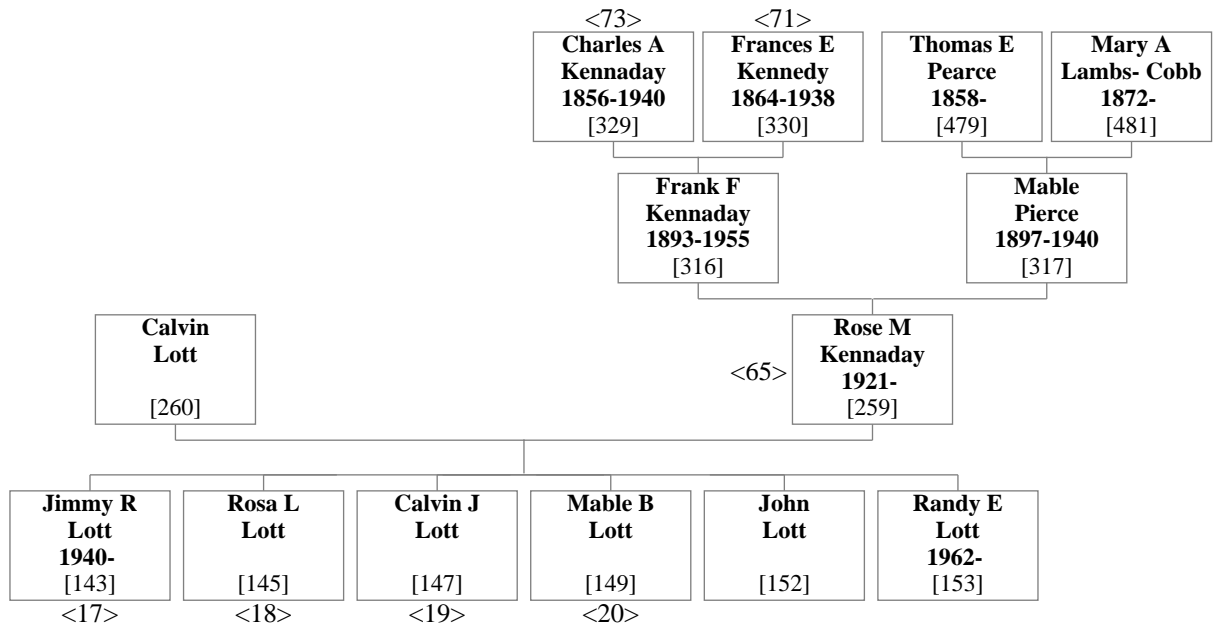 <73>
<71>
Charles A
Kennaday
1856-1940
[329]
Frances E
Kennedy
1864-1938
[330]
Thomas E
Pearce
1858-
[479]
Mary A
Lambs- Cobb
1872-
[481]
Frank F
Kennaday
1893-1955
[316]
Mable
Pierce
1897-1940
[317]
Calvin
Lott
[260]
<65>
Rose M
Kennaday
1921-
[259]
Jimmy R
Lott
1940-
[143]
<17>
Rosa L
Lott
[145]
<18>
Calvin J
Lott
[147]
<19>
Mable B
Lott
[149]
<20>
John
Lott
[152]
Randy E
Lott
1962-
[153]